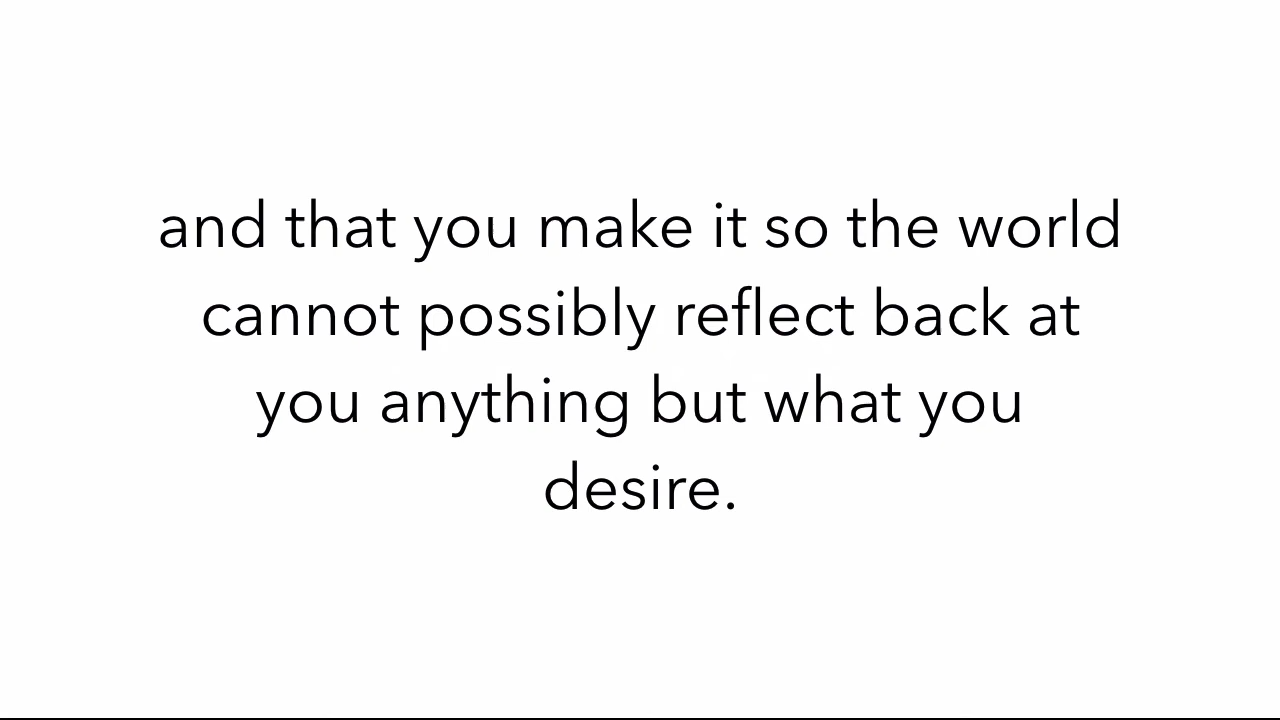 and that you make it so the world
cannot possibly reflect back at
you anything but what you
desire.